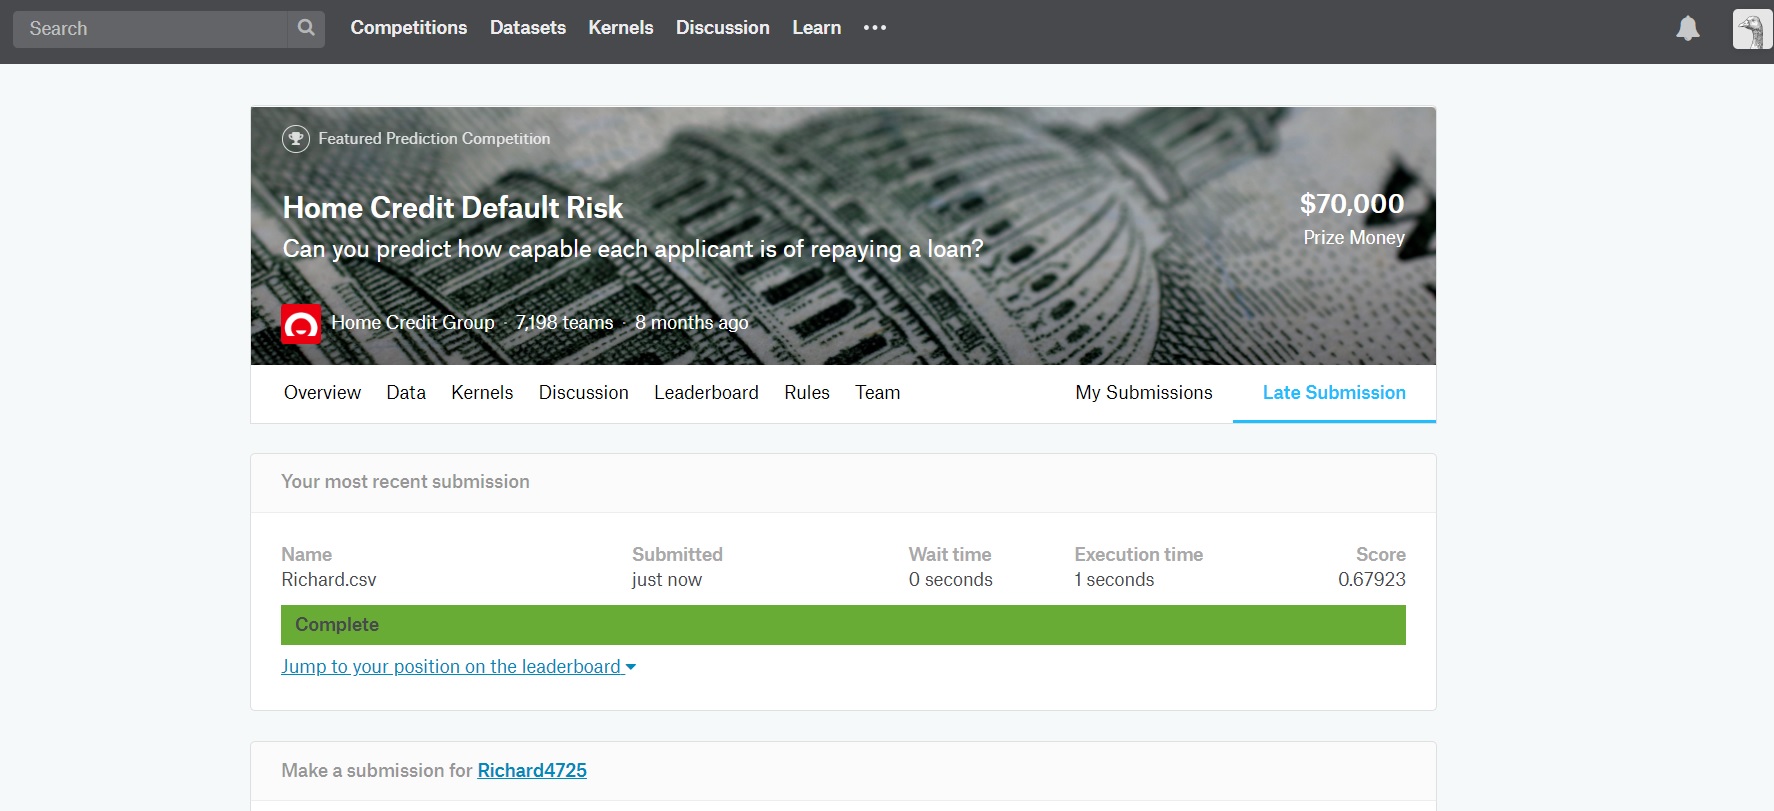 Search
Competitions Datasets Kernels Discussion Learn •••
Featured Prediction Competition
Home Credit Default Risk
$70,000
Can you predict how capable each applicant is of repaying a loan?
Prize Money
Home Credit Group · 7,198 teams · 8 months ago
Overview Data Kernels Discussion Leaderboard Rules Team My Submissions Late Submission
Your most recent submission
Name Submitted Wait time Execution time Score
Richard.csv just now 0 seconds 1 seconds 0.67923
Complete
Jump to your position on the leaderboard
Make a submission for Richard4725